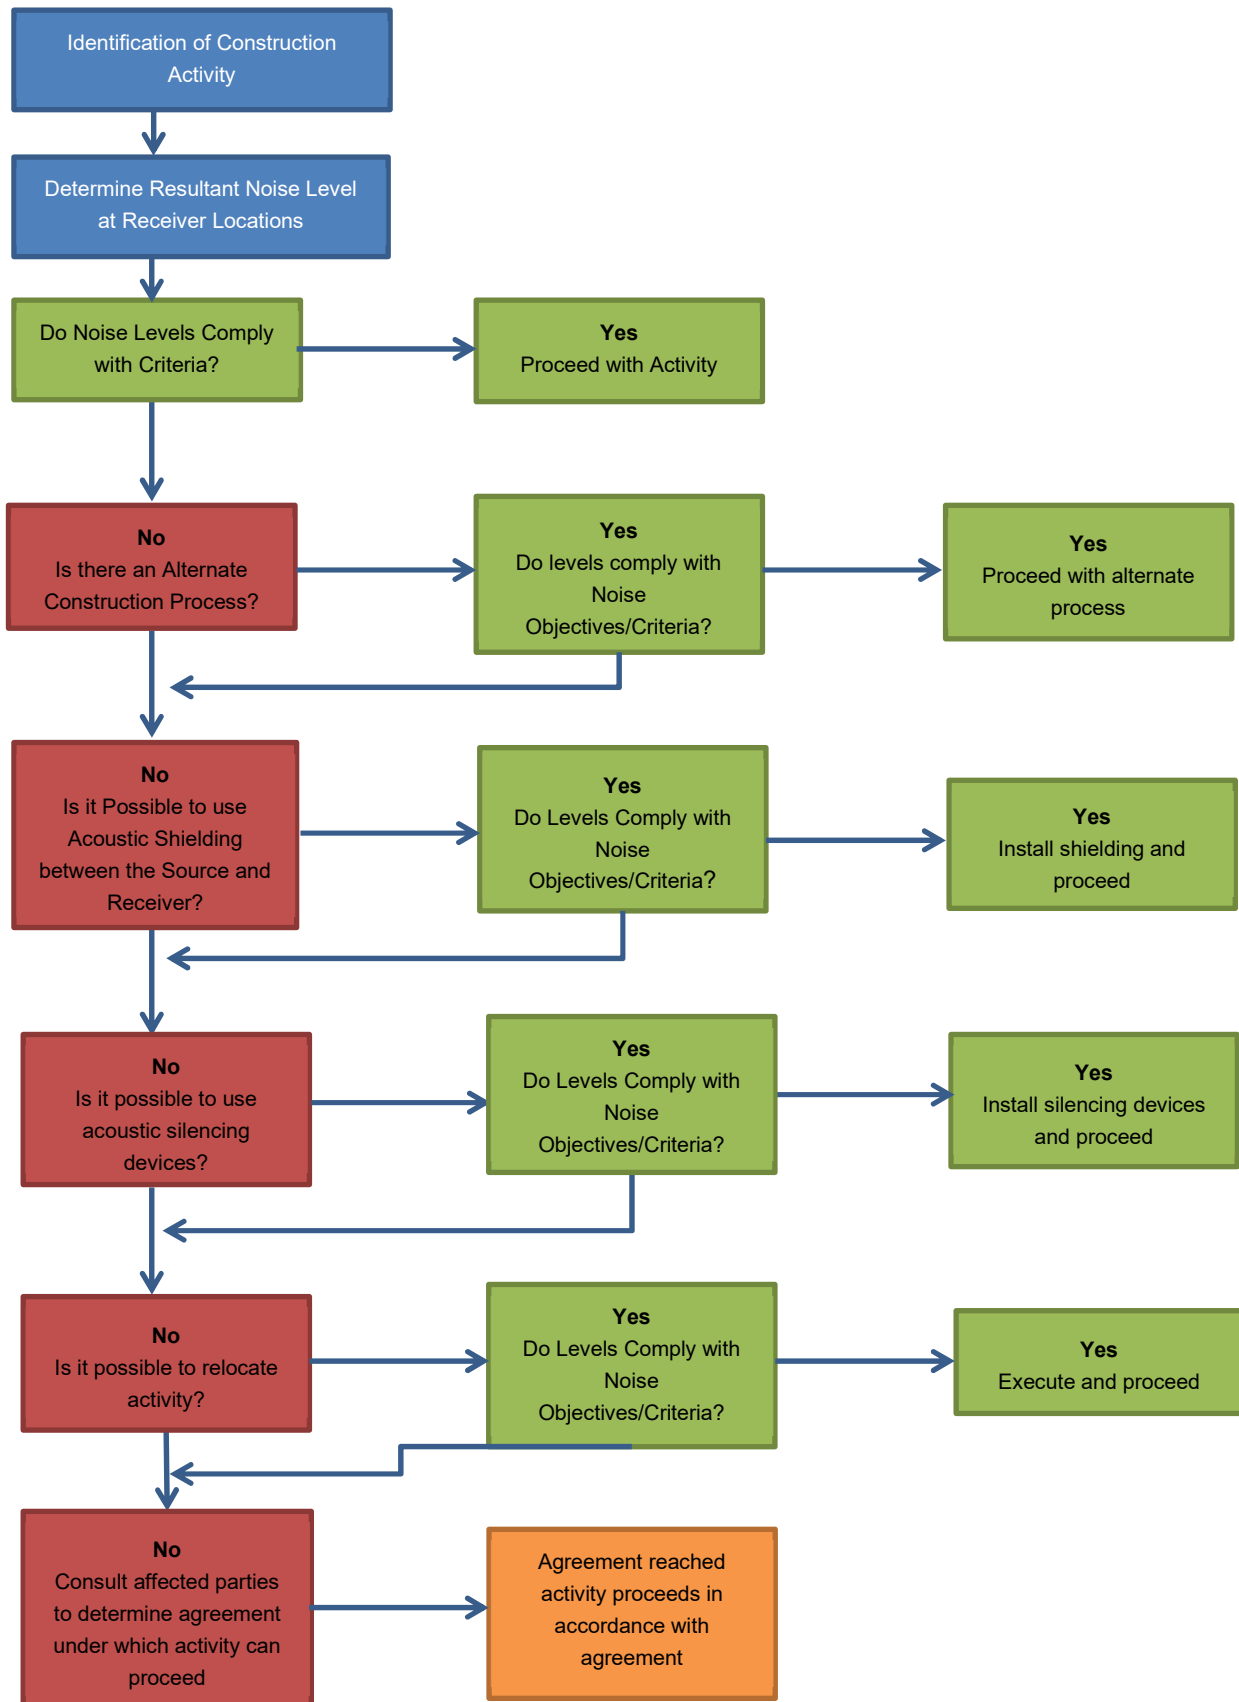 Identification of Construction
Activity
Determine Resultant Noise Level
at Receiver Locations
Do Noise Levels Comply
with Criteria?
Yes
Proceed with Activity
No
Is there an Alternate
Construction Process?
Yes
Do levels comply with
Noise
Objectives/Criteria?
Yes
Proceed with alternate
process
No
Is it Possible to use
Acoustic Shielding
between the Source and
Receiver?
Yes
Do Levels Comply with
Noise
Objectives/Criteria?
Yes
Install shielding and
proceed
No
Is it possible to use
acoustic silencing
devices?
Yes
Do Levels Comply with
Noise
Objectives/Criteria?
Yes
Install silencing devices
and proceed
No
Is it possible to relocate
activity?
Yes
Do Levels Comply with
Noise
Objectives/Criteria?
Yes
Execute and proceed
No
Consult affected parties
to determine agreement
under which activity can
proceed
Agreement reached
activity proceeds in
accordance with
agreement